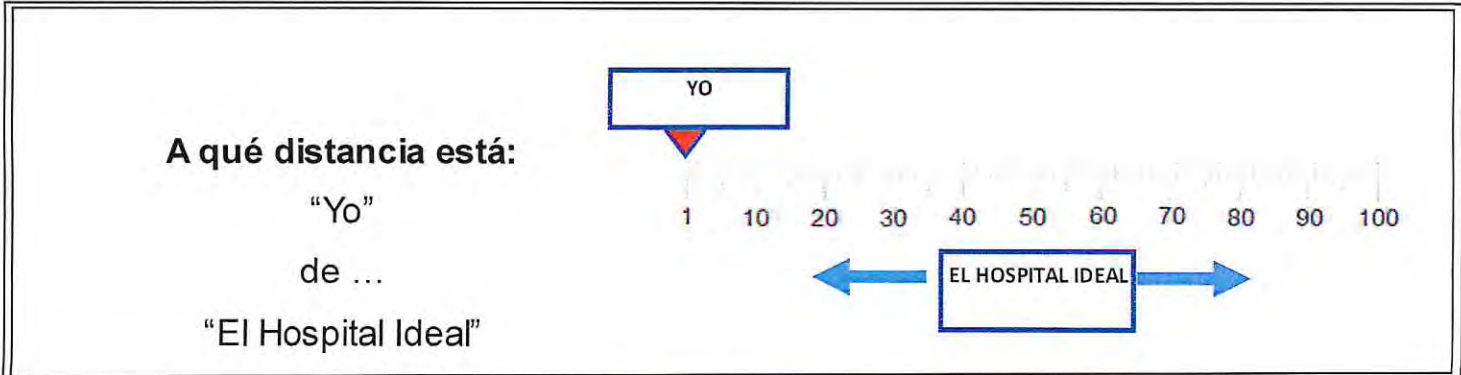 YO
A qué distancia está:
“Yo”
de ...
“El Hospital Ideal”
1 10 20 30 40 50 60 70 80 90 100
EL HOSPITAL IDEAL